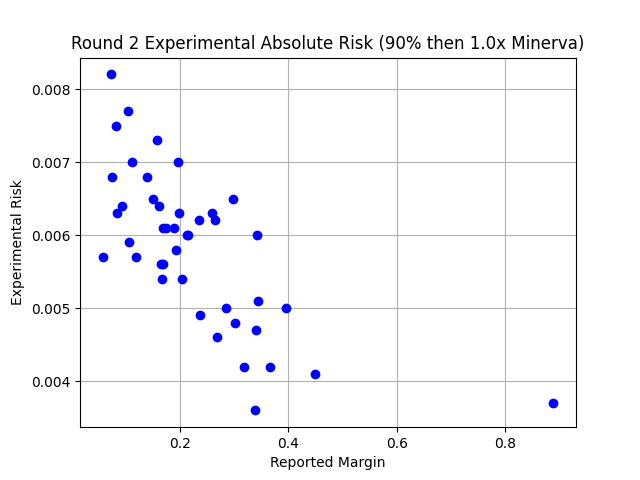 Round 2 Experimental Absolute Risk (90% then 1.0x Minerva)
0.008
0.007
0.006
0.005
0.004
Experimental Risk
0.2 0.4 0.6 0.8
Reported Margin